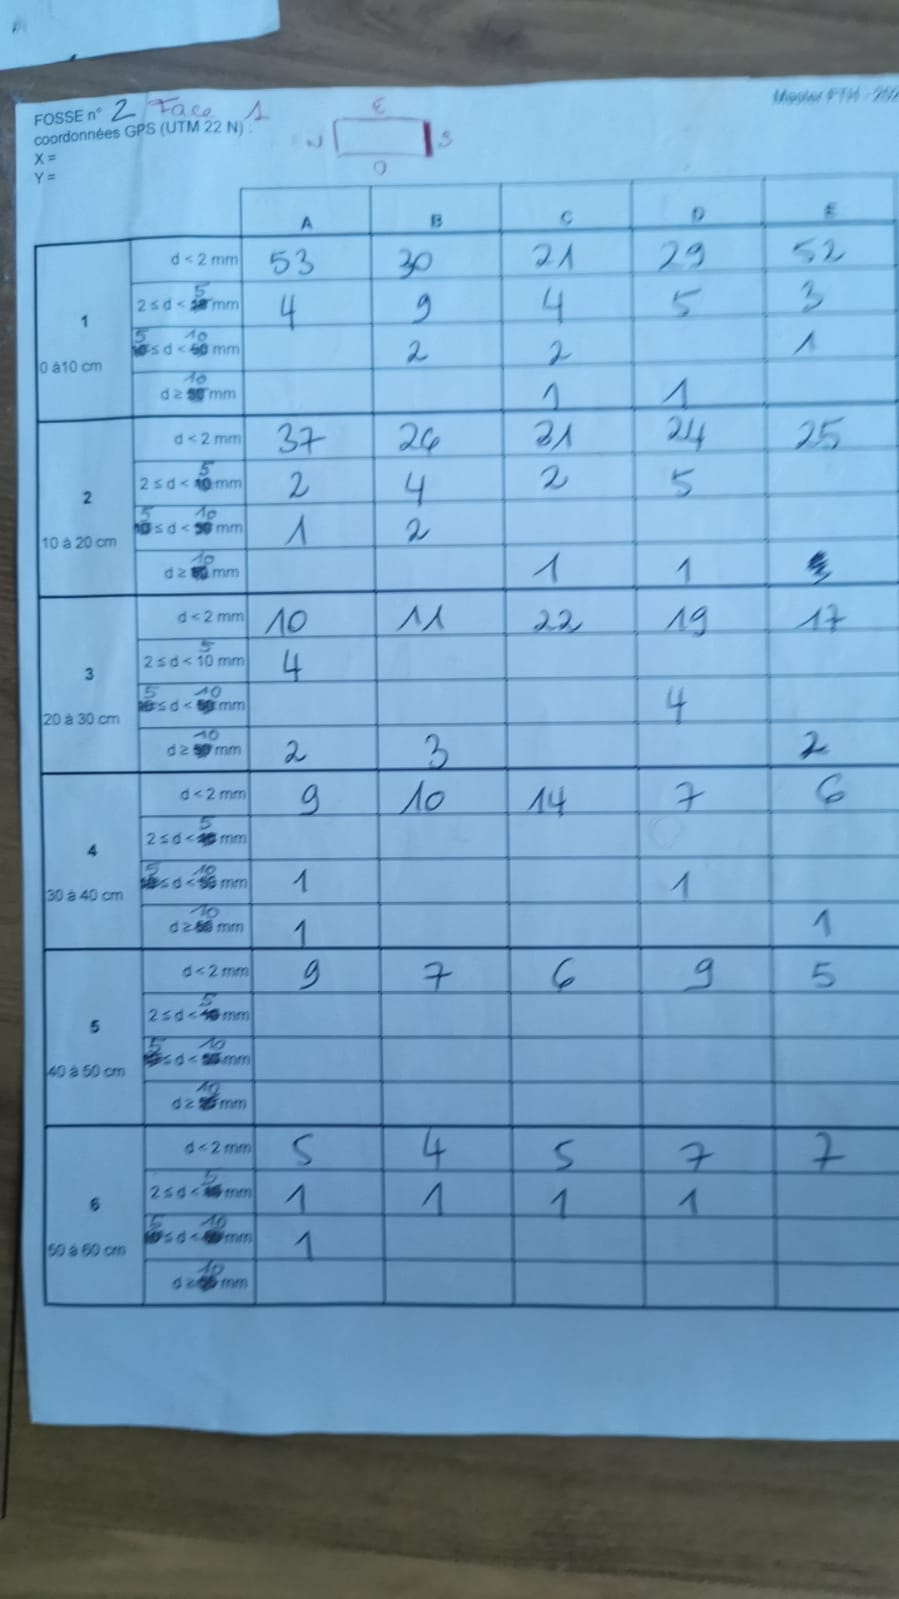 FOSSE n° 2 Face 1
coordonnées GPS (UTM 22 N) :
X =
Y =
E
N S
O
A B C D E
d < 2 mm 53 30 21 29 52
2 ≤ d < 5 mm 4 9 4 5 3
1
5 ≤ d < 10 mm 2 2 1
0 à 10 cm
d ≥ 10 mm 1 1
d < 2 mm 37 26 21 24 25
2 ≤ d < 5 mm 2 4 2 5
2
5 ≤ d < 10 mm 1 2
10 à 20 cm
d ≥ 10 mm 1 1
d < 2 mm 10 11 22 19 17
2 ≤ d < 5 10 mm 4
3
5 ≤ d < 10 mm 4
20 à 30 cm
d ≥ 10 mm 2 3 2
d < 2 mm 9 10 14 7 6
2 ≤ d < 5 mm
4
5 ≤ d < 10 mm 1 1
30 à 40 cm
d ≥ 10 mm 1 1
d < 2 mm 9 7 6 9 5
2 ≤ d < 5 mm
5
5 ≤ d < 10 mm
40 à 50 cm
d ≥ 10 mm
d < 2 mm 5 4 5 7 7
2 ≤ d < 5 mm 1 1 1 1
6
5 ≤ d < 10 mm 1
50 à 60 cm
d ≥ 10 mm